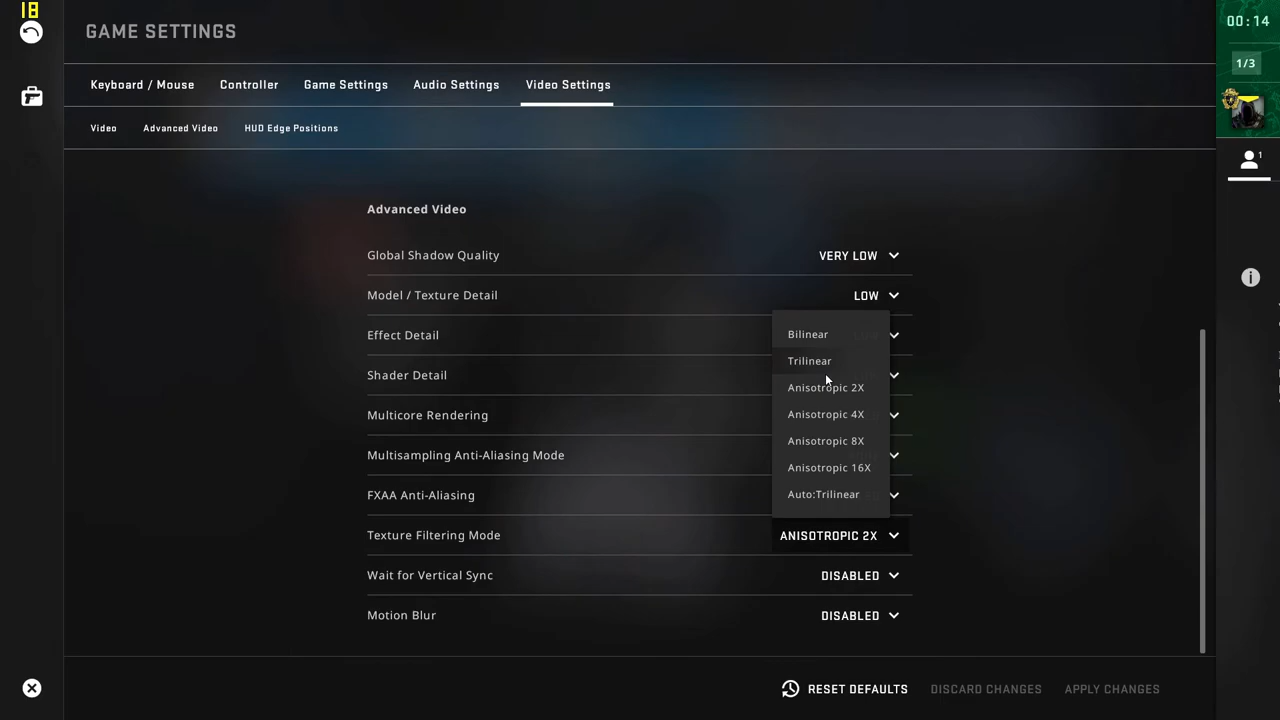 18
GAME SETTINGS
00:14
1/3
Keyboard / Mouse
Controller
Game Settings
Audio Settings
Video Settings
Video
Advanced Video
HUD Edge Positions
1
Advanced Video
Global Shadow Quality
VERY LOW
Model / Texture Detail
LOW
Effect Detail
Shader Detail
Multicore Rendering
Multisampling Anti-Aliasing Mode
FXAA Anti-Aliasing
Bilinear
Trilinear
Anisotropic 2X
Anisotropic 4X
Anisotropic 8X
Anisotropic 16X
Auto:Trilinear
Texture Filtering Mode
ANISOTROPIC 2X
Wait for Vertical Sync
DISABLED
Motion Blur
DISABLED
RESET DEFAULTS
DISCARD CHANGES
APPLY CHANGES